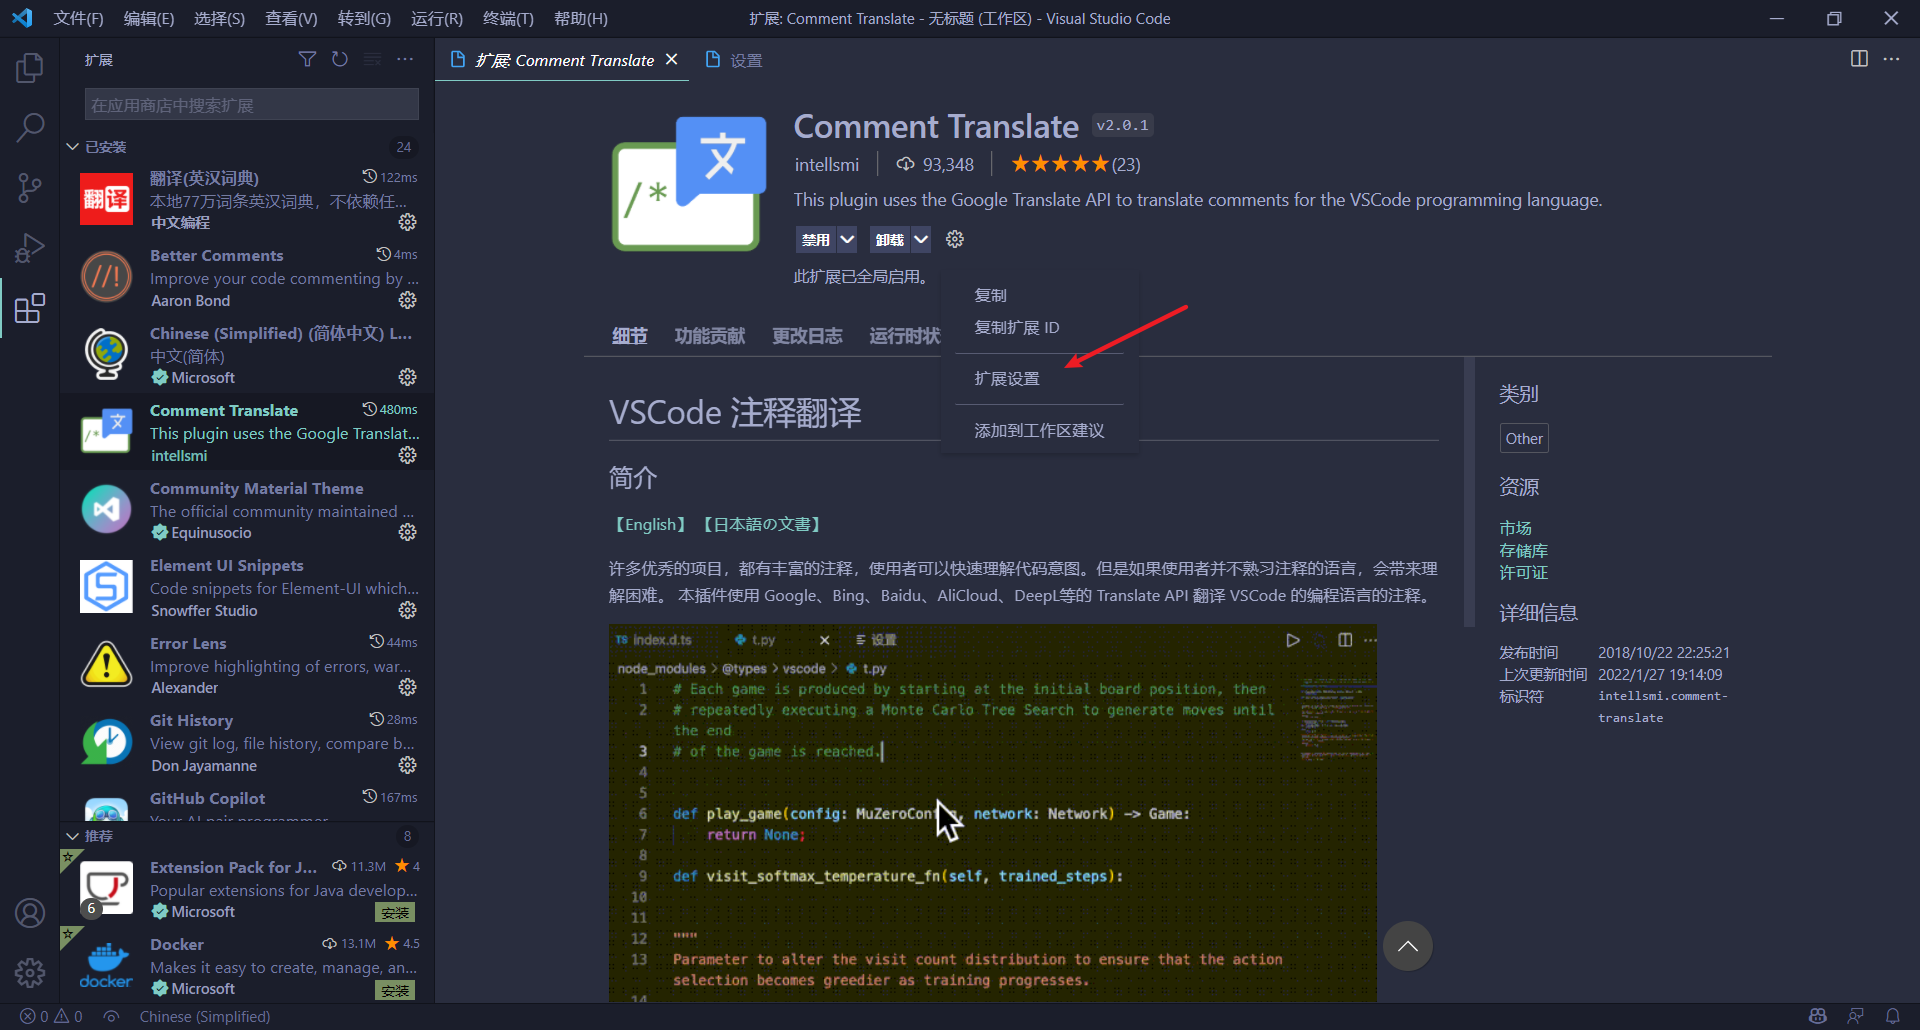 文件(F) 编辑(E) 选择(S) 查看(V) 转到(G) 运行(R) 终端(T) 帮助(H)
扩展: Comment Translate - 无标题 (工作区) - Visual Studio Code
扩展
在应用商店中搜索扩展
已安装 24
翻译
翻译(英汉词典) 122ms
本地77万词条英汉词典，不依赖任...
中文编程
//!
Better Comments 4ms
Improve your code commenting by ...
Aaron Bond
Chinese (Simplified) (简体中文) L...
中文(简体)
Microsoft
/* 文
Comment Translate 480ms
This plugin uses the Google Translat...
intellsmi
Community Material Theme
The official community maintained ...
Equinusocio
Element UI Snippets
Code snippets for Element-UI which...
Snowffer Studio
Error Lens 44ms
Improve highlighting of errors, war...
Alexander
Git History 28ms
View git log, file history, compare b...
Don Jayamanne
GitHub Copilot 167ms
Your AI pair programmer
推荐 8
Extension Pack for J... 11.3M 4
Popular extensions for Java develop...
6
Microsoft 安装
Docker 13.1M 4.5
Makes it easy to create, manage, an...
docker
Microsoft 安装
扩展: Comment Translate 设置
/* 文
Comment Translate v2.0.1
intellsmi 93,348 (23)
This plugin uses the Google Translate API to translate comments for the VSCode programming language.
禁用 卸载
此扩展已全局启用。
复制
复制扩展 ID
扩展设置
添加到工作区建议
细节 功能贡献 更改日志 运行时状
VSCode 注释翻译
简介
【English】 【日本語の文書】
许多优秀的项目，都有丰富的注释，使用者可以快速理解代码意图。但是如果使用者并不熟习注释的语言，会带来理
解困难。 本插件使用 Google、Bing、Baidu、AliCloud、DeepL等的 Translate API 翻译 VSCode 的编程语言的注释。
TS index.d.ts t.py 设置
node_modules > @types > vscode > t.py
1 # Each game is produced by starting at the initial board position, then
2 # repeatedly executing a Monte Carlo Tree Search to generate moves until
the end
3 # of the game is reached.
4
5
6 def play_game(config: MuZeroConf , network: Network) -> Game:
7 return None;
8
9 def visit_softmax_temperature_fn(self, trained_steps):
10
11
12 """
13 Parameter to alter the visit count distribution to ensure that the action
selection becomes greedier as training progresses.
14
类别
Other
资源
市场
存储库
许可证
详细信息
发布时间 2018/10/22 22:25:21
上次更新时间 2022/1/27 19:14:09
标识符 intellsmi.comment-
translate
0 0 Chinese (Simplified)